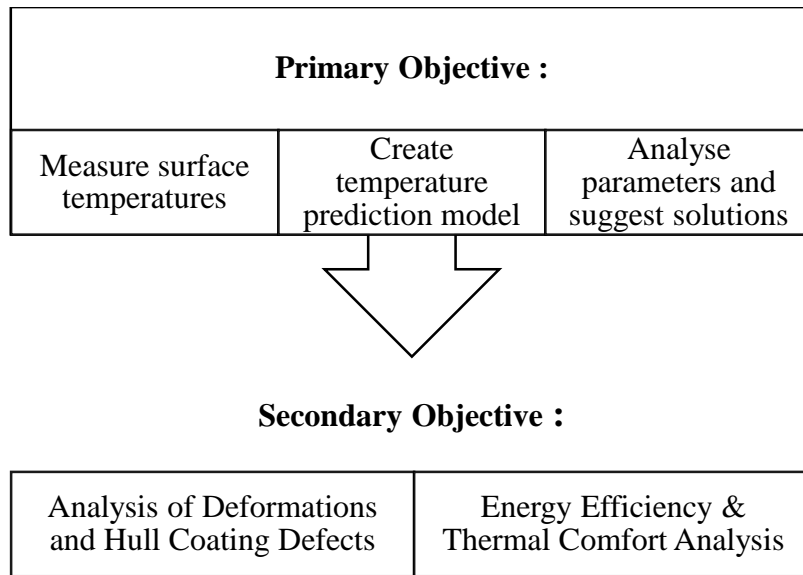 Primary Objective :
Measure surface
temperatures
Create
temperature
prediction model
Analyse
parameters and
suggest solutions
Secondary Objective :
Analysis of Deformations
and Hull Coating Defects
Energy Efficiency &
Thermal Comfort Analysis